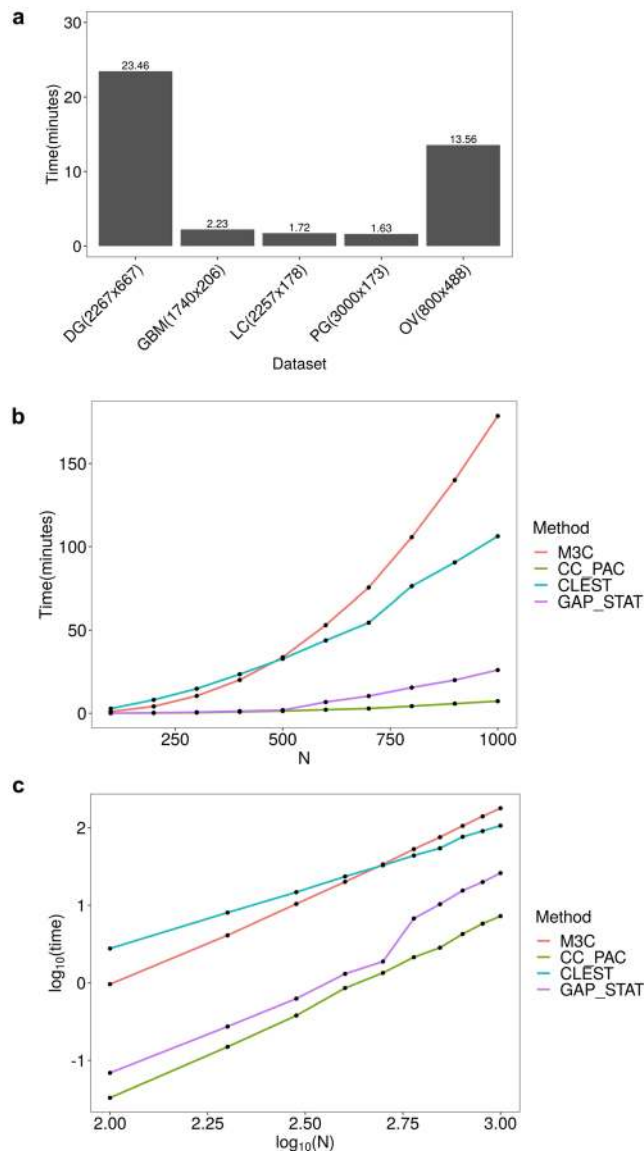 a
30
20
10
0
Time(minutes)
23.46
2.23
1.72
1.63
13.56
DG(2267x667)
GBM(1740x206)
LC(2257x178)
PG(3000x173)
OV(800x488)
Dataset
b
150
100
50
0
Time(minutes)
250
500
750
1000
N
Method
M3C
CC_PAC
CLEST
GAP_STAT
c
2
1
0
-1
log10(time)
2.00
2.25
2.50
2.75
3.00
log10(N)
Method
M3C
CC_PAC
CLEST
GAP_STAT